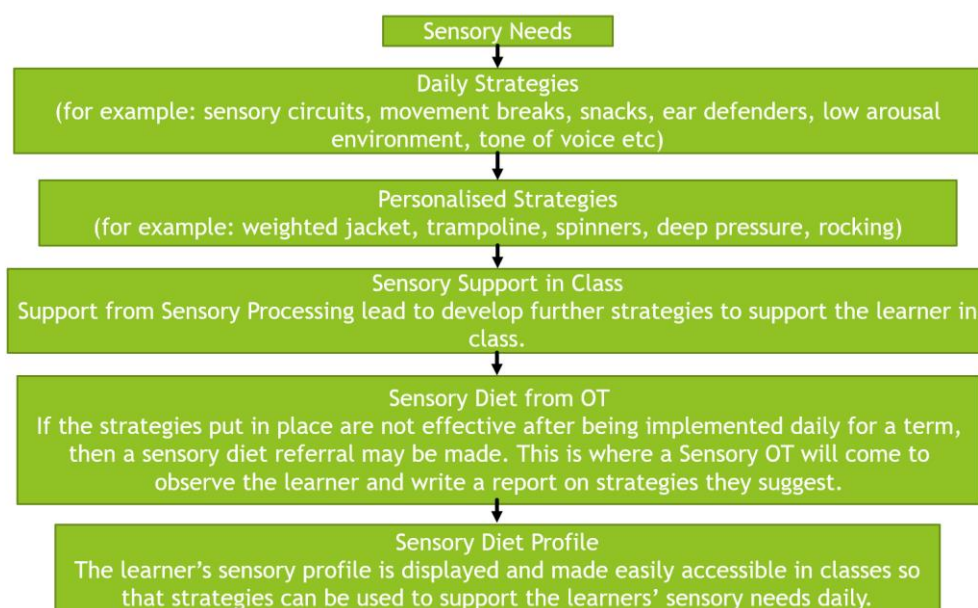 Sensory Needs
Daily Strategies
(for example: sensory circuits, movement breaks, snacks, ear defenders, low arousal
environment, tone of voice etc)
Personalised Strategies
(for example: weighted jacket, trampoline, spinners, deep pressure, rocking)
Sensory Support in Class
Support from Sensory Processing lead to develop further strategies to support the learner in
class.
Sensory Diet from OT
If the strategies put in place are not effective after being implemented daily for a term,
then a sensory diet referral may be made. This is where a Sensory OT will come to
observe the learner and write a report on strategies they suggest.
Sensory Diet Profile
The learner’s sensory profile is displayed and made easily accessible in classes so
that strategies can be used to support the learners’ sensory needs daily.